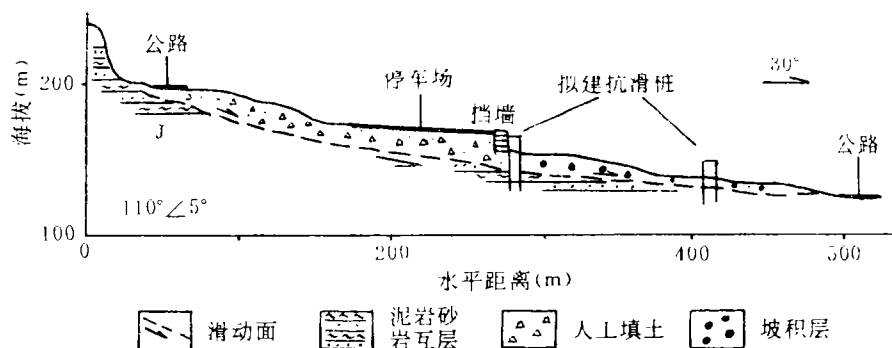 公路
停车场
挡墙
拟建抗滑桩
30°
公路
海拔(m)
200
100
J
110°∠5°
0
200
300
400
500
水平距离(m)
滑动面
泥岩砂
岩互层
人工填土
坡积层